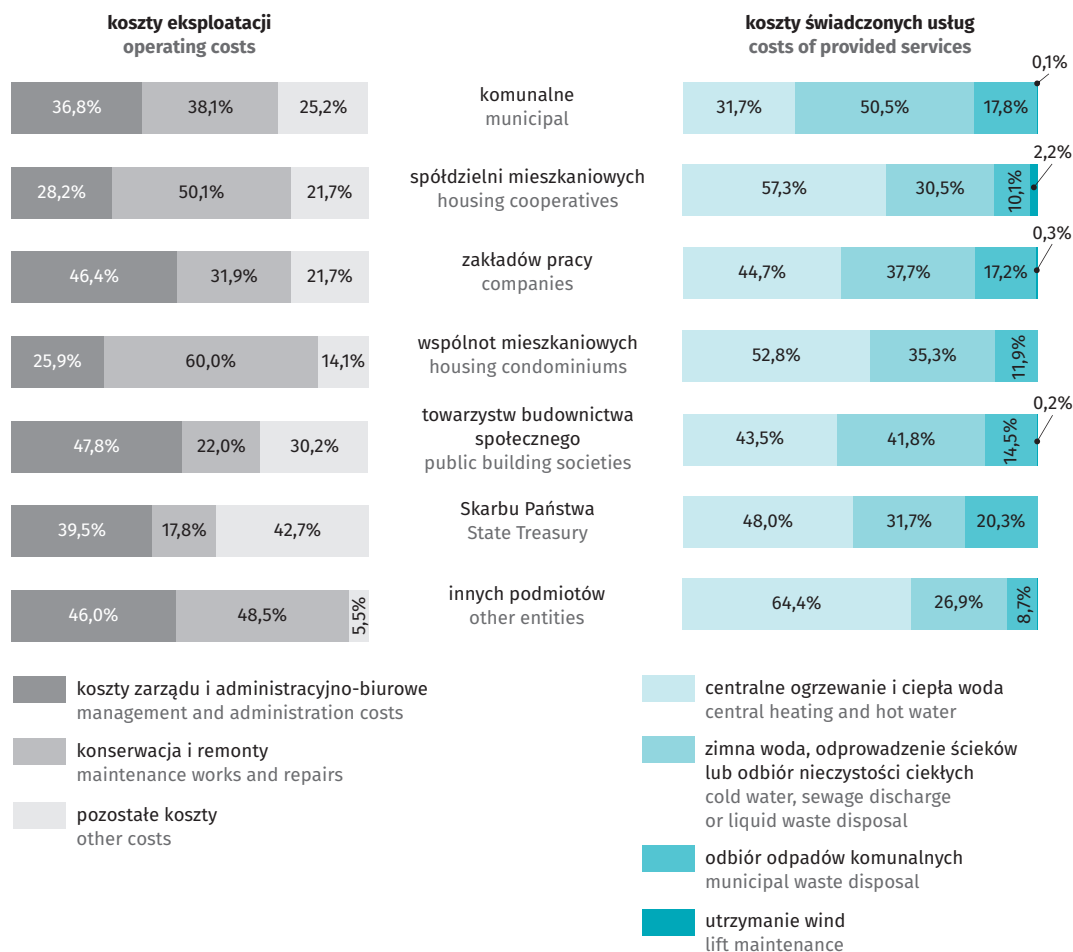 koszty eksploatacji
operating costs
koszty świadczonych usług
costs of provided services
0,1%
36,8% 38,1% 25,2%
komunalne
municipal
31,7% 50,5% 17,8%
2,2%
28,2% 50,1% 21,7%
spółdzielni mieszkaniowych
housing cooperatives
57,3% 30,5% 10,1%
0,3%
46,4% 31,9% 21,7%
zakładów pracy
companies
44,7% 37,7% 17,2%
25,9% 60,0% 14,1%
wspólnot mieszkaniowych
housing condominiums
52,8% 35,3% 11,9%
0,2%
47,8% 22,0% 30,2%
towarzystw budownictwa
społecznego
public building societies
43,5% 41,8% 14,5%
39,5% 17,8% 42,7%
Skarbu Państwa
State Treasury
48,0% 31,7% 20,3%
46,0% 48,5% 5,5%
innych podmiotów
other entities
64,4% 26,9% 8,7%
koszty zarządu i administracyjno-biurowe
management and administration costs
konserwacja i remonty
maintenance works and repairs
pozostałe koszty
other costs
centralne ogrzewanie i ciepła woda
central heating and hot water
zimna woda, odprowadzenie ścieków
lub odbiór nieczystości ciekłych
cold water, sewage discharge
or liquid waste disposal
odbiór odpadów komunalnych
municipal waste disposal
utrzymanie wind
lift maintenance